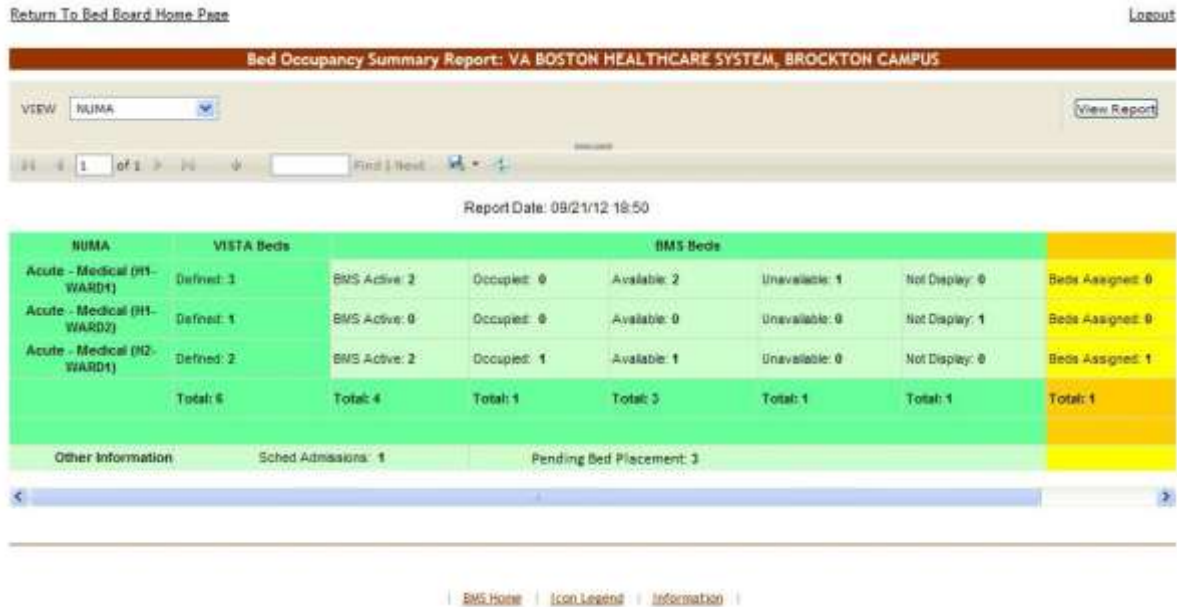 Return To Bed Board Home Page Logout
Bed Occupancy Summary Report: VA BOSTON HEALTHCARE SYSTEM, BROCKTON CAMPUS
VIEW NUMA View Report
1 of 1 Find | Next
Report Date: 09/21/12 18:50
NUMA VISTA Beds BMS Beds
Acute - Medical (H1-WARD1) Defined: 3 BMS Active: 2 Occupied: 0 Available: 2 Unavailable: 1 Not Display: 0 Beds Assigned: 0
Acute - Medical (H1-WARD2) Defined: 1 BMS Active: 0 Occupied: 0 Available: 0 Unavailable: 0 Not Display: 1 Beds Assigned: 0
Acute - Medical (H2-WARD1) Defined: 2 BMS Active: 2 Occupied: 1 Available: 1 Unavailable: 0 Not Display: 0 Beds Assigned: 1
Total: 6 Total: 4 Total: 1 Total: 3 Total: 1 Total: 1 Total: 1
Other Information Sched Admissions: 1 Pending Bed Placement: 3
| BMS Home | Icon Legend | Information |